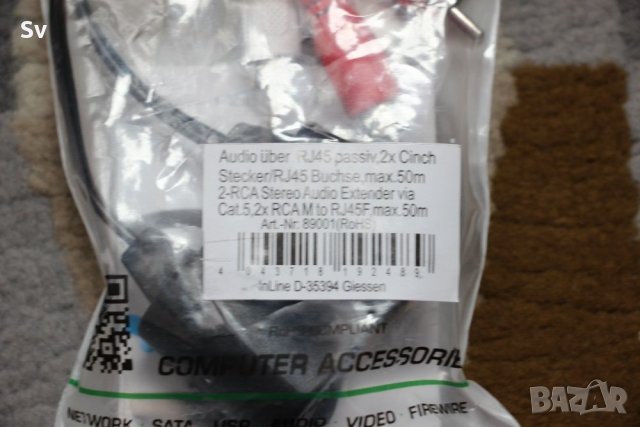 Sv
Audio über RJ45 passiv,2x Cinch
Stecker/RJ45 Buchse,max.50m
2-RCA Stereo Audio Extender via
Cat.5,2x RCA M to RJ45F,max.50m
Art.-Nr: 89001(RoHS)
4 043718 192489
InLine D-35394 Giessen
COMPLIANT
COMPUTER ACCESSORIE
NETWORK · SATA · USB · AUDIO · VIDEO · FIREWIRE
BAZAR